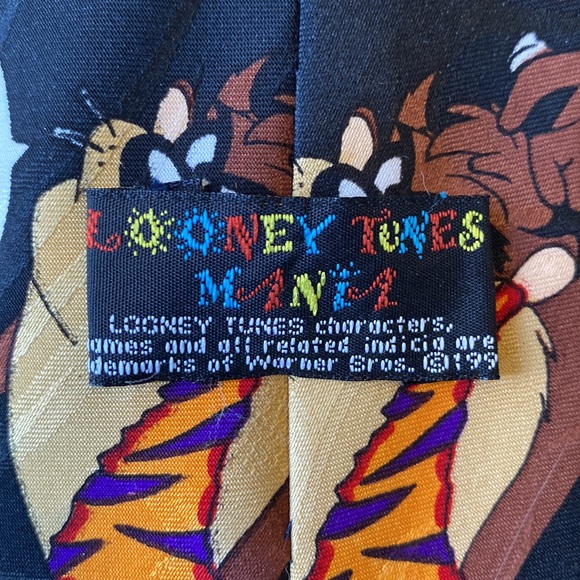 LOONEY TUNES
MANIA
LOONEY TUNES characters,
ames and all related indicia are
demarks of Warner Bros. ©199